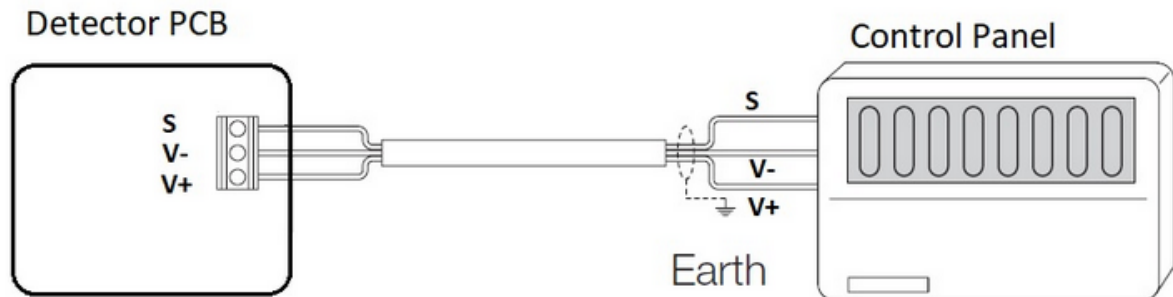 Detector PCB
Control Panel
S
V-
V+
S
V-
V+
Earth